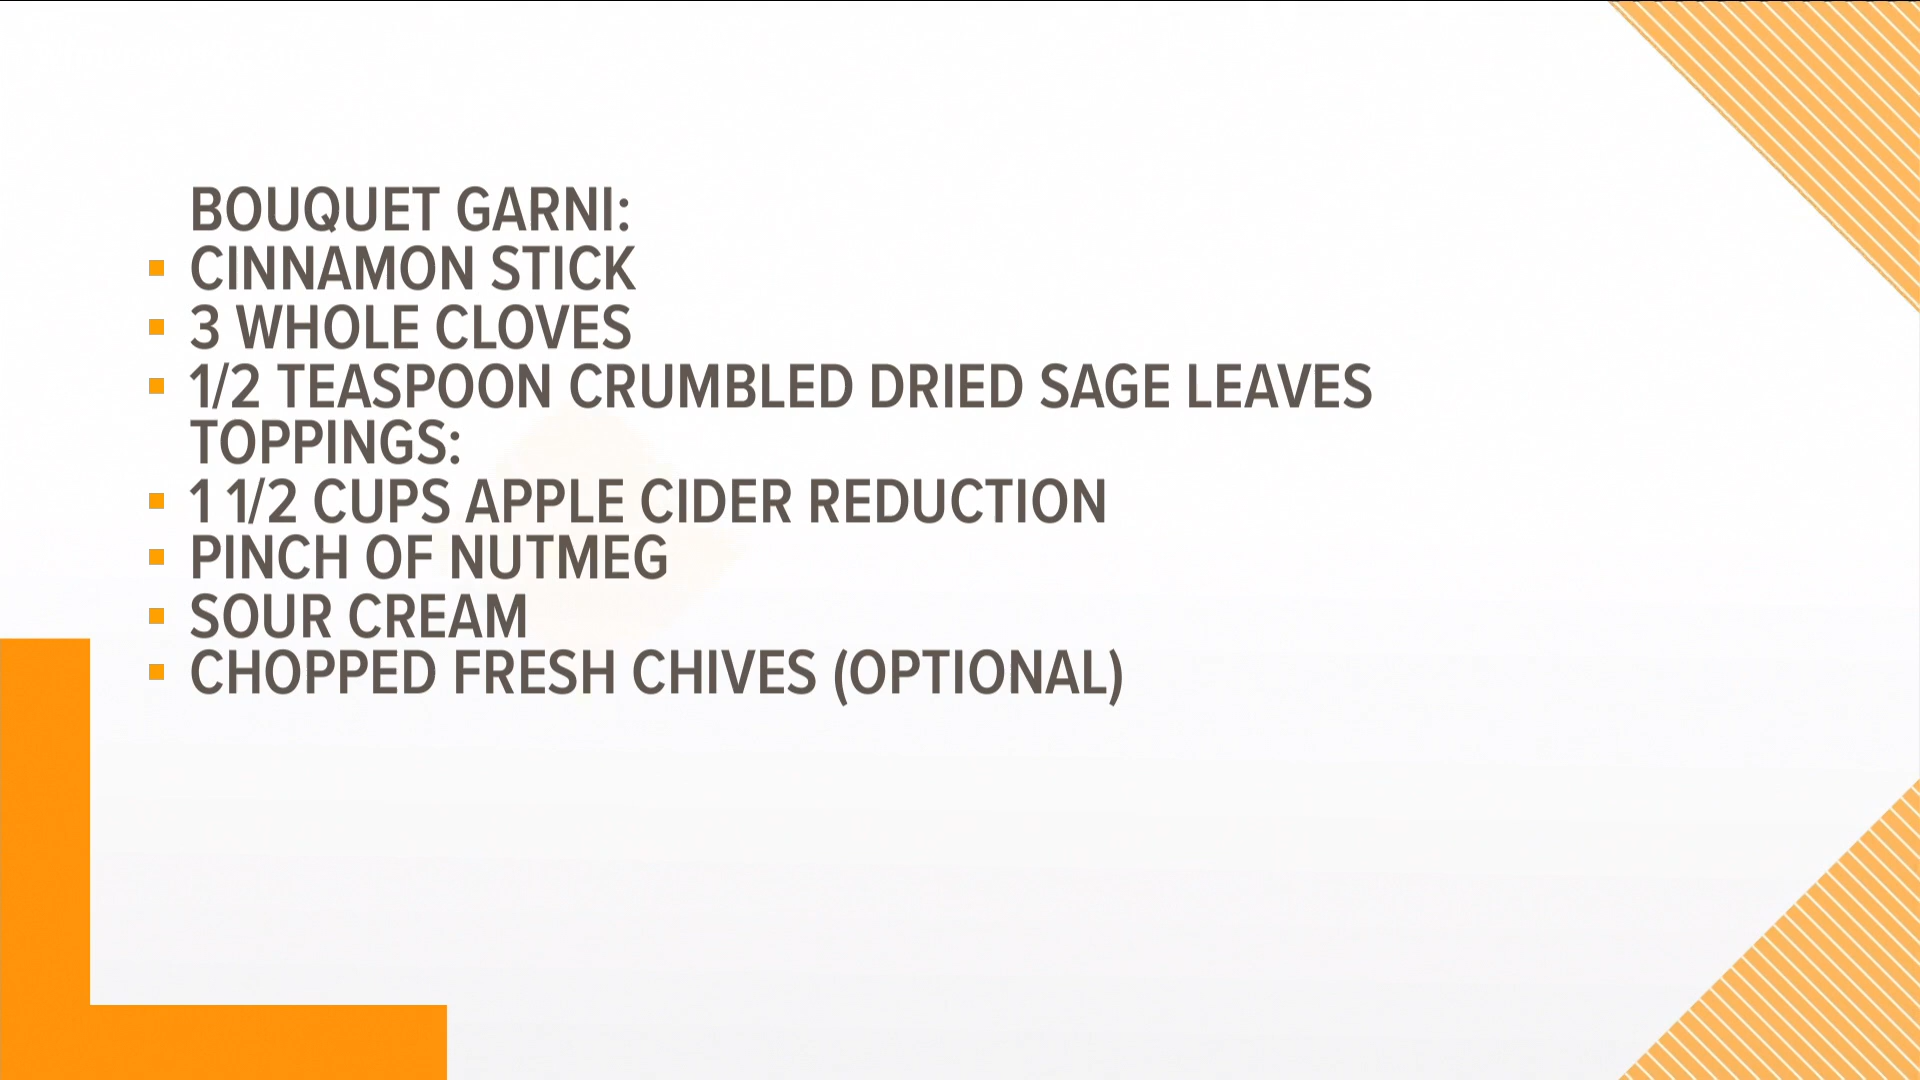 BOUQUET GARNI:
CINNAMON STICK
3 WHOLE CLOVES
1/2 TEASPOON CRUMBLED DRIED SAGE LEAVES
TOPPINGS:
1 1/2 CUPS APPLE CIDER REDUCTION
PINCH OF NUTMEG
SOUR CREAM
CHOPPED FRESH CHIVES (OPTIONAL)